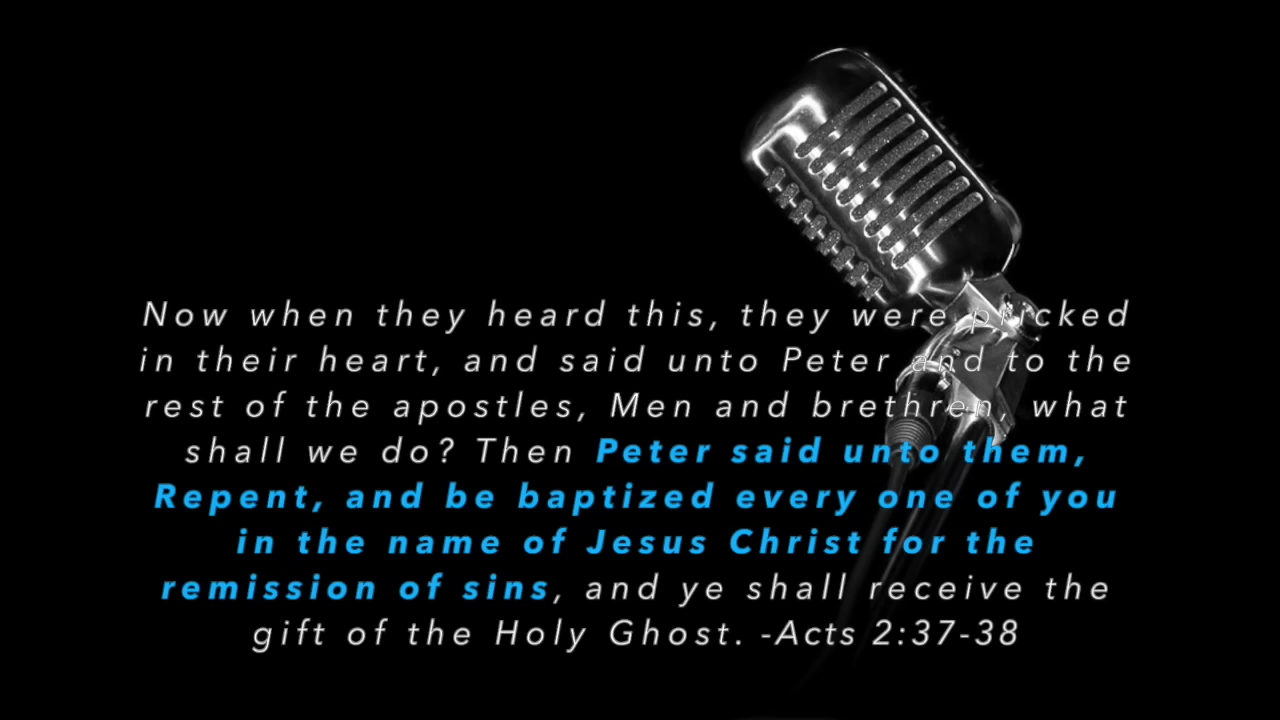 Now when they heard this, they were pricked
in their heart, and said unto Peter and to the
rest of the apostles, Men and brethren, what
shall we do? Then Peter said unto them,
Repent, and be baptized every one of you
in the name of Jesus Christ for the
remission of sins, and ye shall receive the
gift of the Holy Ghost. -Acts 2:37-38